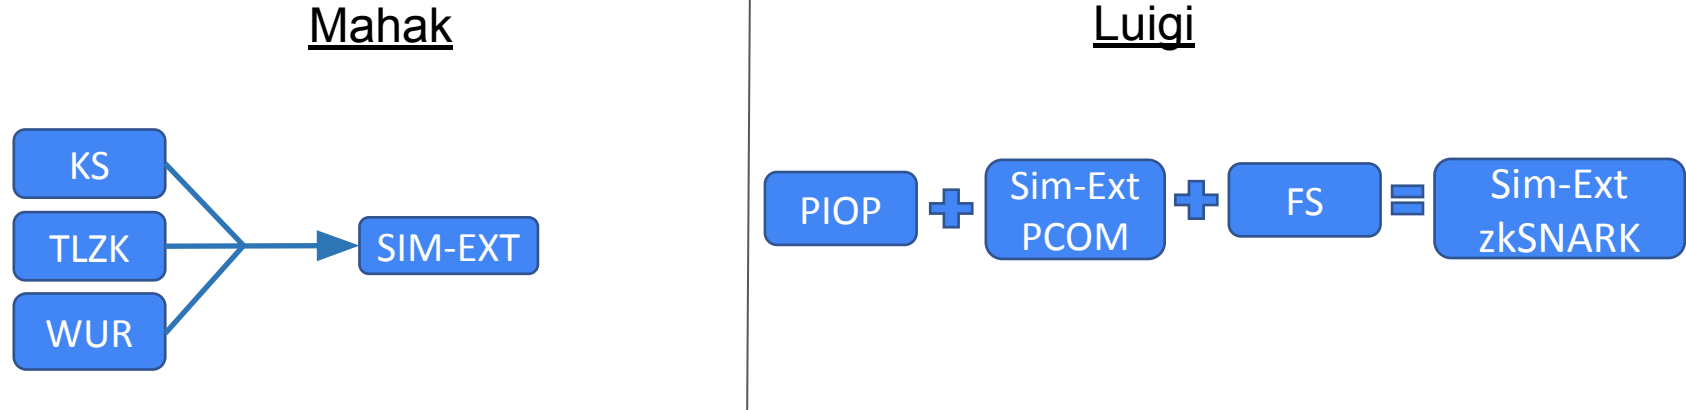 Mahak
KS
TLZK
WUR
SIM-EXT
Luigi
PIOP
Sim-Ext
PCOM
FS
Sim-Ext
zkSNARK